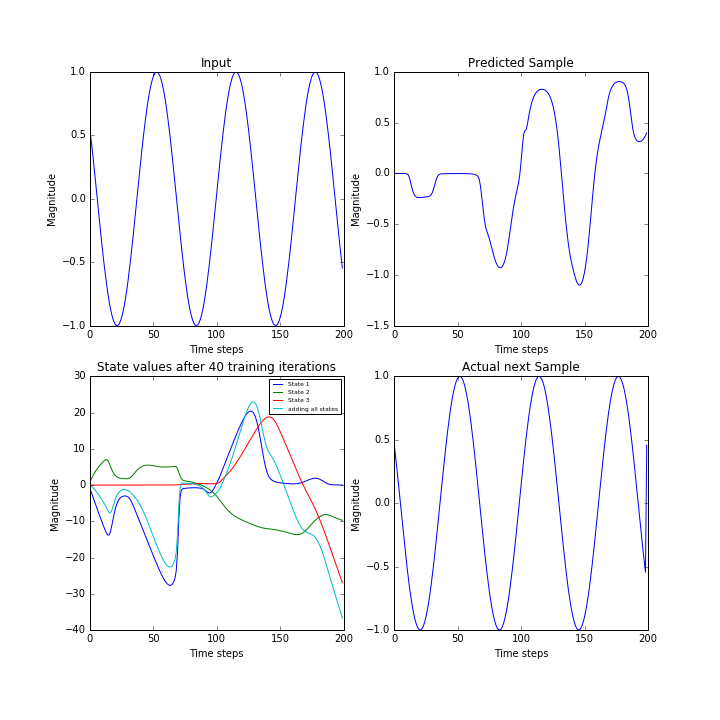 Input
Magnitude
1.0
0.5
0.0
−0.5
−1.0
0
50
100
150
200
Time steps
Predicted Sample
Magnitude
1.0
0.5
0.0
−0.5
−1.0
−1.5
0
50
100
150
200
Time steps
State values after 40 training iterations
Magnitude
30
20
10
0
−10
−20
−30
−40
State 1
State 2
State 3
adding all states
0
50
100
150
200
Time steps
Actual next Sample
Magnitude
1.0
0.5
0.0
−0.5
−1.0
0
50
100
150
200
Time steps